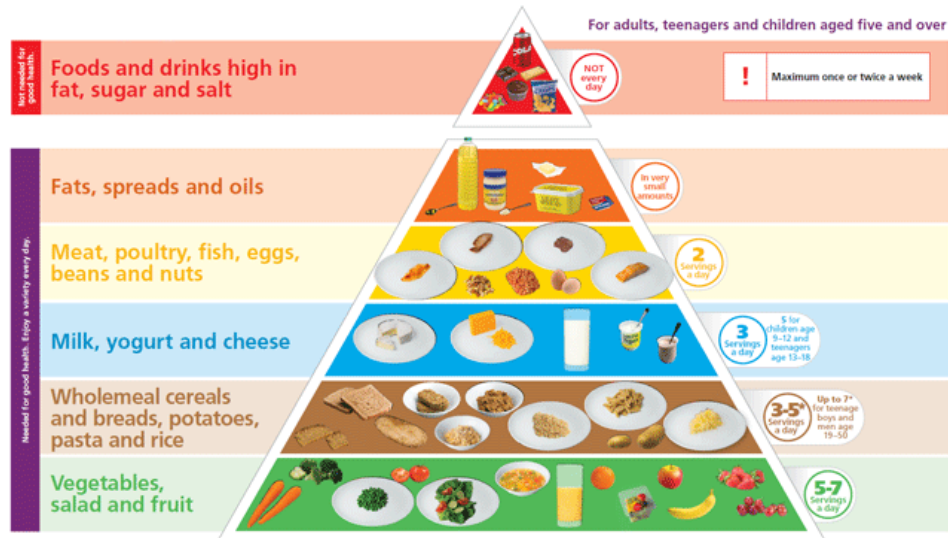 For adults, teenagers and children aged five and over
Not needed for
good health.
Foods and drinks high in
fat, sugar and salt
COLA
NOT
every
day
!
Maximum once or twice a week
Needed for good health. Enjoy a variety every day.
Fats, spreads and oils
In very
small
amounts
Meat, poultry, fish, eggs,
beans and nuts
2
Servings
a day
Milk, yogurt and cheese
3
Servings
a day
5 for
children age
9–12 and
teenagers
age 13–18
Wholemeal cereals
and breads, potatoes,
pasta and rice
3-5*
Servings
a day
Up to 7*
for teenage
boys and
men age
19–50
Vegetables,
salad and fruit
5-7
Servings
a day